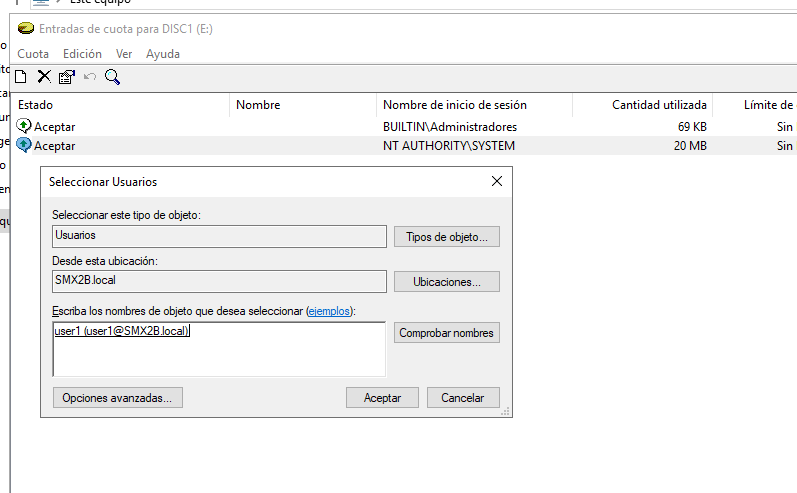 Este equipo
Entradas de cuota para DISC1 (E:)
Cuota Edición Ver Ayuda
Estado Nombre Nombre de inicio de sesión Cantidad utilizada Límite de
Aceptar BUILTIN\Administradores 69 KB Sin
Aceptar NT AUTHORITY\SYSTEM 20 MB Sin
Seleccionar Usuarios
Seleccionar este tipo de objeto:
Usuarios Tipos de objeto...
Desde esta ubicación:
SMX2B.local Ubicaciones...
Escriba los nombres de objeto que desea seleccionar (ejemplos):
user1 (user1@SMX2B.local) Comprobar nombres
Opciones avanzadas... Aceptar Cancelar